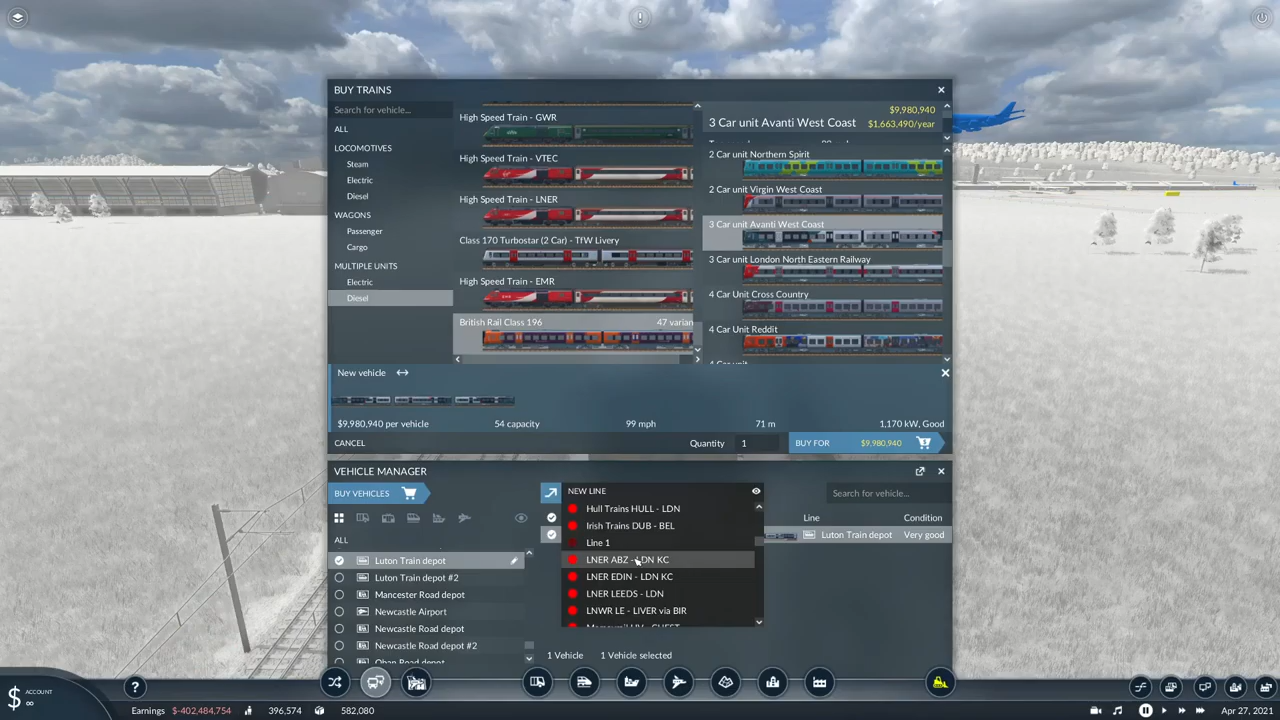 BUY TRAINS
Search for vehicle...
ALL
LOCOMOTIVES
Steam
Electric
Diesel
WAGONS
Passenger
Cargo
MULTIPLE UNITS
Electric
Diesel
High Speed Train - GWR
High Speed Train - VTEC
High Speed Train - LNER
Class 170 Turbostar (2 Car) - TfW Livery
High Speed Train - EMR
British Rail Class 196 47 varian
$9,980,940
3 Car unit Avanti West Coast $1,663,490/year
2 Car unit Northern Spirit
2 Car unit Virgin West Coast
3 Car unit Avanti West Coast
3 Car unit London North Eastern Railway
4 Car Unit Cross Country
4 Car Unit Reddit
New vehicle
$9,980,940 per vehicle 54 capacity 99 mph 71 m 1,170 kW, Good
CANCEL Quantity 1 BUY FOR $9,980,940
VEHICLE MANAGER
BUY VEHICLES
ALL
Luton Train depot
Luton Train depot #2
Mancester Road depot
Newcastle Airport
Newcastle Road depot
Newcastle Road depot #2
Oban Road depot
NEW LINE
Hull Trains HULL - LDN
Irish Trains DUB - BEL
Line 1
LNER ABZ - LDN KC
LNER EDIN - LDN KC
LNER LEEDS - LDN
LNWR LE - LIVER via BIR
Search for vehicle...
Line Condition
Luton Train depot Very good
1 Vehicle 1 Vehicle selected
$ ACCOUNT
∞
?
Earnings $-402,484,754 396,574 582,080 Apr 27, 2021